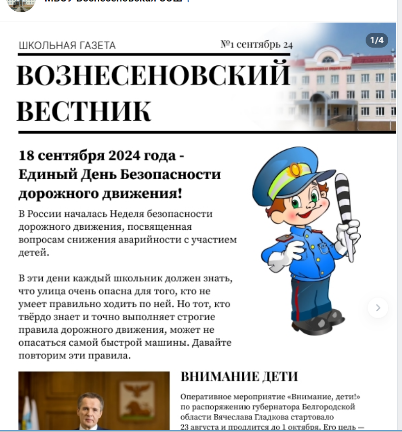 МБОУ "Вознесеновская СОШ"
1/4
ШКОЛЬНАЯ ГАЗЕТА
№1 сентябрь 24
ВОЗНЕСЕНОВСКИЙ
ВЕСТНИК
18 сентября 2024 года -
Единый День Безопасности
дорожного движения!
В России началась Неделя безопасности
дорожного движения, посвященная
вопросам снижения аварийности с участием
детей.
В эти дени каждый школьник должен знать,
что улица очень опасна для того, кто не
умеет правильно ходить по ней. Но тот, кто
твёрдо знает и точно выполняет строгие
правила дорожного движения, может не
опасаться самой быстрой машины. Давайте
повторим эти правила.
ВНИМАНИЕ ДЕТИ
Оперативное мероприятие «Внимание, дети!»
по распоряжению губернатора Белгородской
области Вячеслава Гладкова стартовало
23 августа и продлится до 1 октября. Его цель —